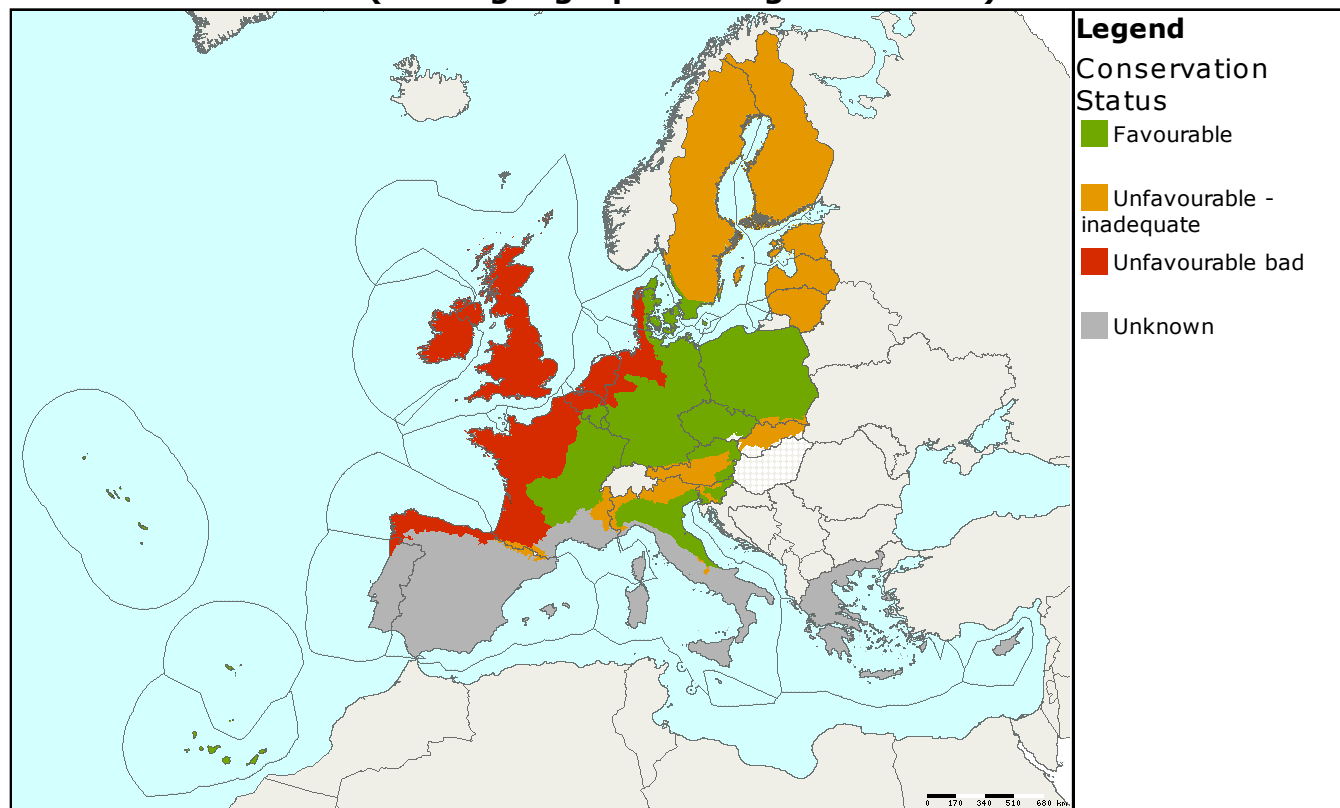 Legend
Conservation
Status
Favourable
Unfavourable -
inadequate
Unfavourable bad
Unknown
0 170 340 510 680 km